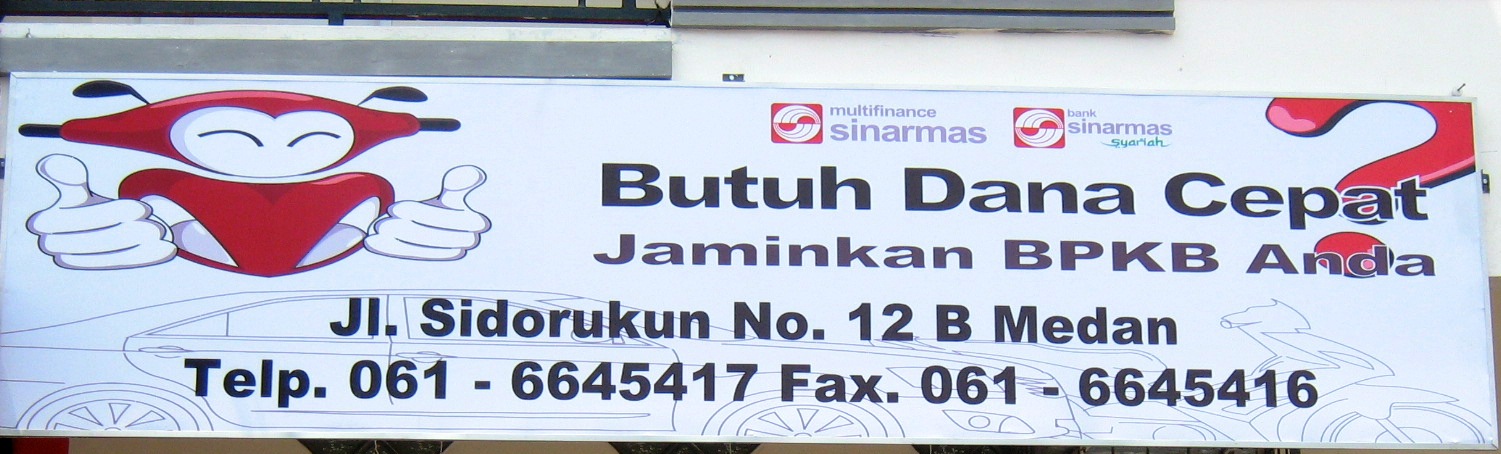 multifinance
sinarmas
bank
sinarmas
syariah
Butuh Dana Cepat ?
Jaminkan BPKB Anda
Jl. Sidorukun No. 12 B Medan
Telp. 061 - 6645417 Fax. 061 - 6645416